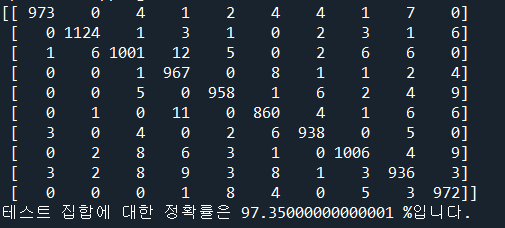 [[ 973 0 4 1 2 4 4 1 7 0]
[ 0 1124 1 3 1 0 2 3 1 6]
[ 1 6 1001 12 5 0 2 6 6 0]
[ 0 0 1 967 0 8 1 1 2 4]
[ 0 0 5 0 958 1 6 2 4 9]
[ 0 1 0 11 0 860 4 1 6 6]
[ 3 0 4 0 2 6 938 0 5 0]
[ 0 2 8 6 3 1 0 1006 4 9]
[ 3 2 8 9 3 8 1 3 936 3]
[ 0 0 0 1 8 4 0 5 3 972]]
테스트 집합에 대한 정확률은 97.35000000000001 %입니다.